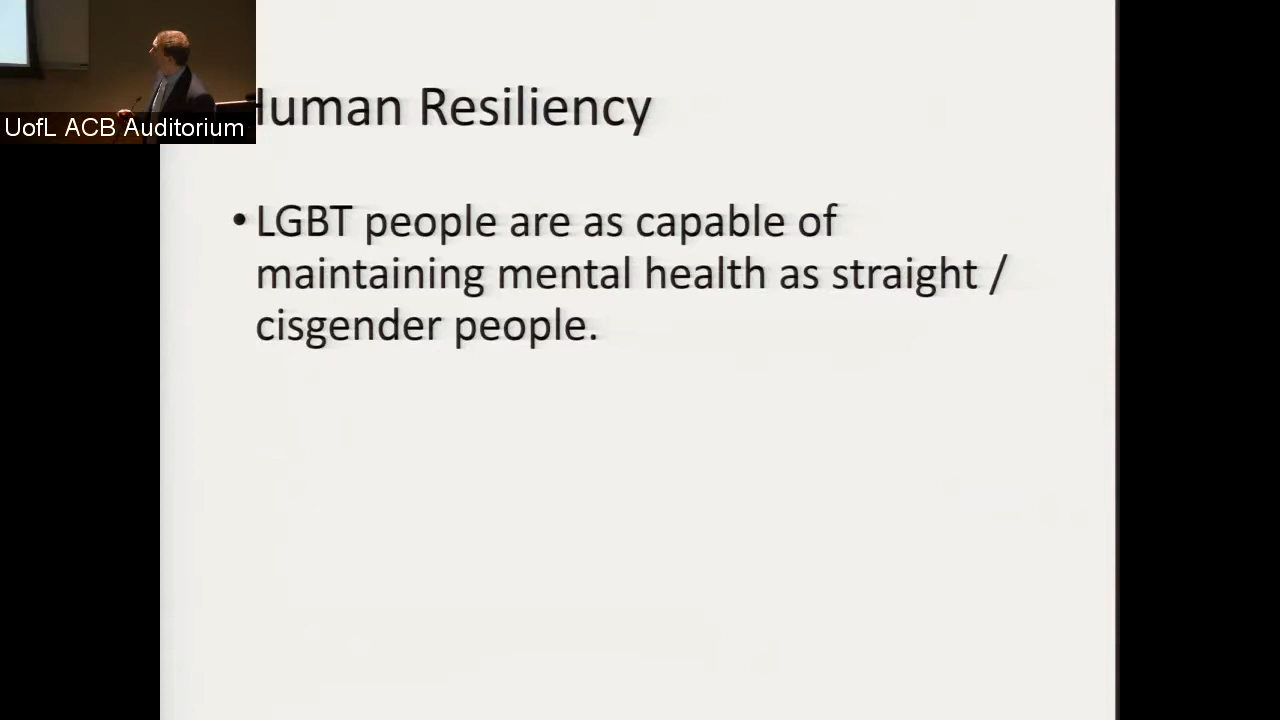 UofL ACB Auditorium
Human Resiliency
• LGBT people are as capable of
maintaining mental health as straight /
cisgender people.